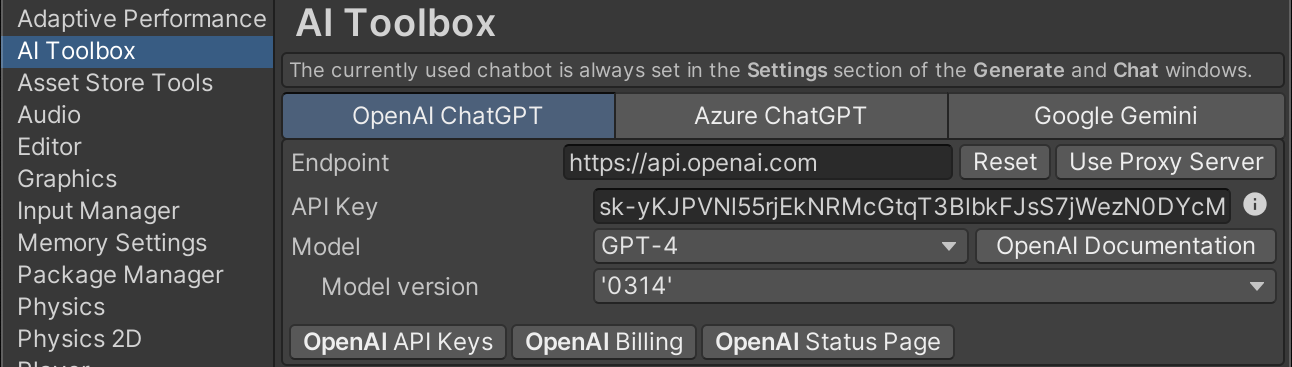 Adaptive Performance
AI Toolbox
Asset Store Tools
Audio
Editor
Graphics
Input Manager
Memory Settings
Package Manager
Physics
Physics 2D
AI Toolbox
The currently used chatbot is always set in the Settings section of the Generate and Chat windows.
OpenAI ChatGPT Azure ChatGPT Google Gemini
Endpoint https://api.openai.com Reset Use Proxy Server
API Key
Model GPT-4 OpenAI Documentation
Model version '0314'
OpenAI API Keys OpenAI Billing OpenAI Status Page